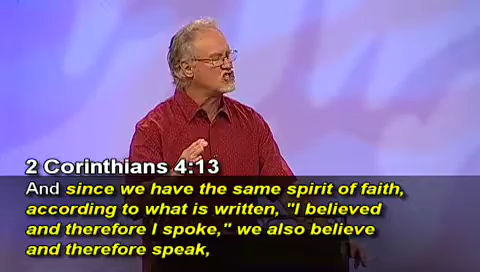 2 Corinthians 4:13
And since we have the same spirit of faith,
according to what is written, "I believed
and therefore I spoke," we also believe
and therefore speak,